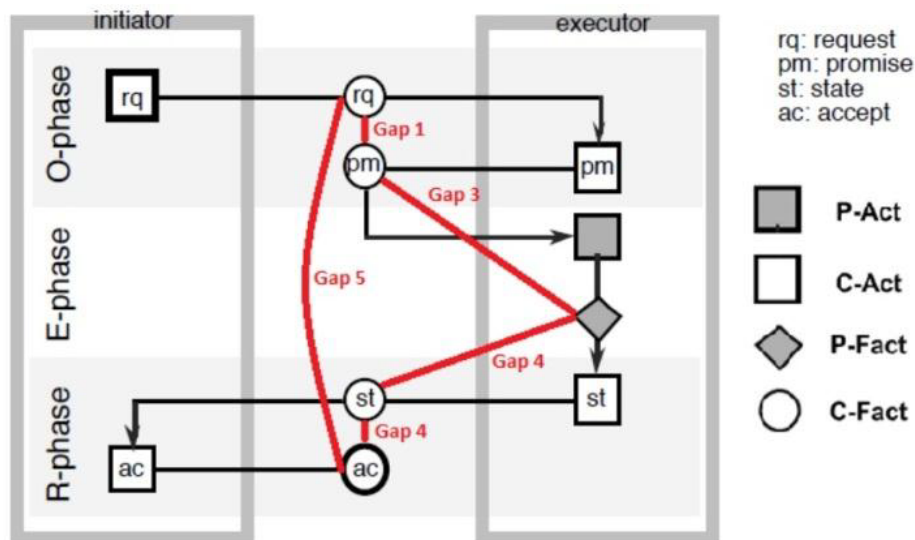 initiator
executor
rq: request
pm: promise
st: state
ac: accept
O-phase
rq
rq
Gap 1
pm
pm
Gap 3
P-Act
E-phase
Gap 5
C-Act
P-Fact
Gap 4
R-phase
st
st
C-Fact
Gap 4
ac
ac